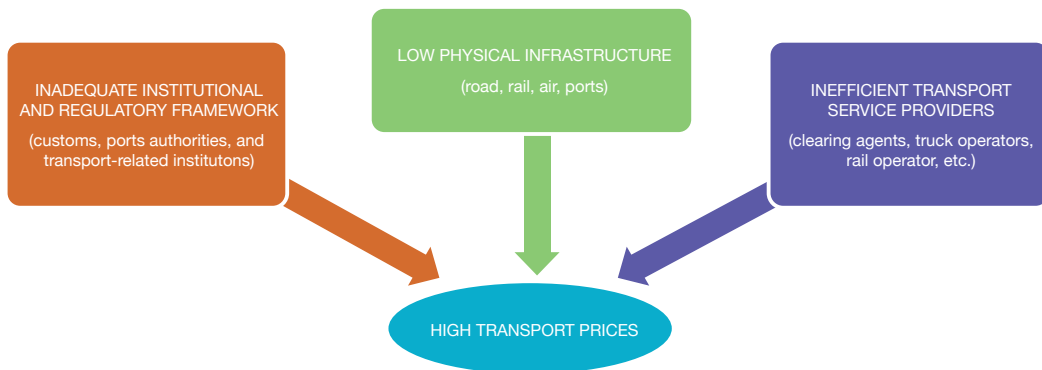 INADEQUATE INSTITUTIONAL
AND REGULATORY FRAMEWORK
(customs, ports authorities, and
transport-related institutons)
LOW PHYSICAL INFRASTRUCTURE
(road, rail, air, ports)
INEFFICIENT TRANSPORT
SERVICE PROVIDERS
(clearing agents, truck operators,
rail operator, etc.)
HIGH TRANSPORT PRICES